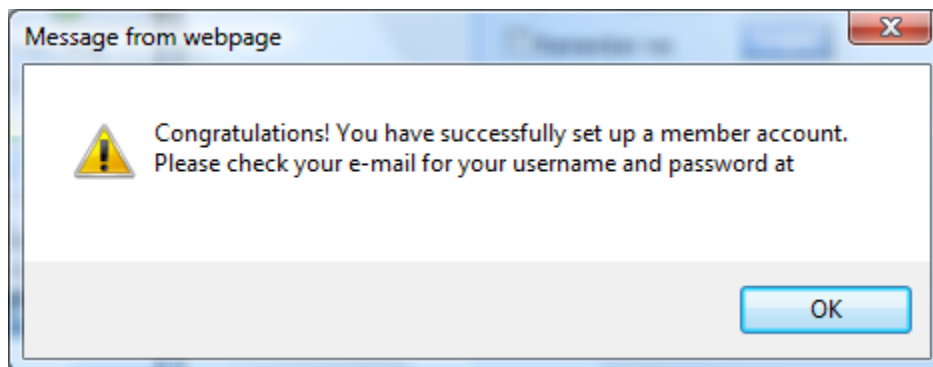 Message from webpage
Congratulations! You have successfully set up a member account.
Please check your e-mail for your username and password at
OK